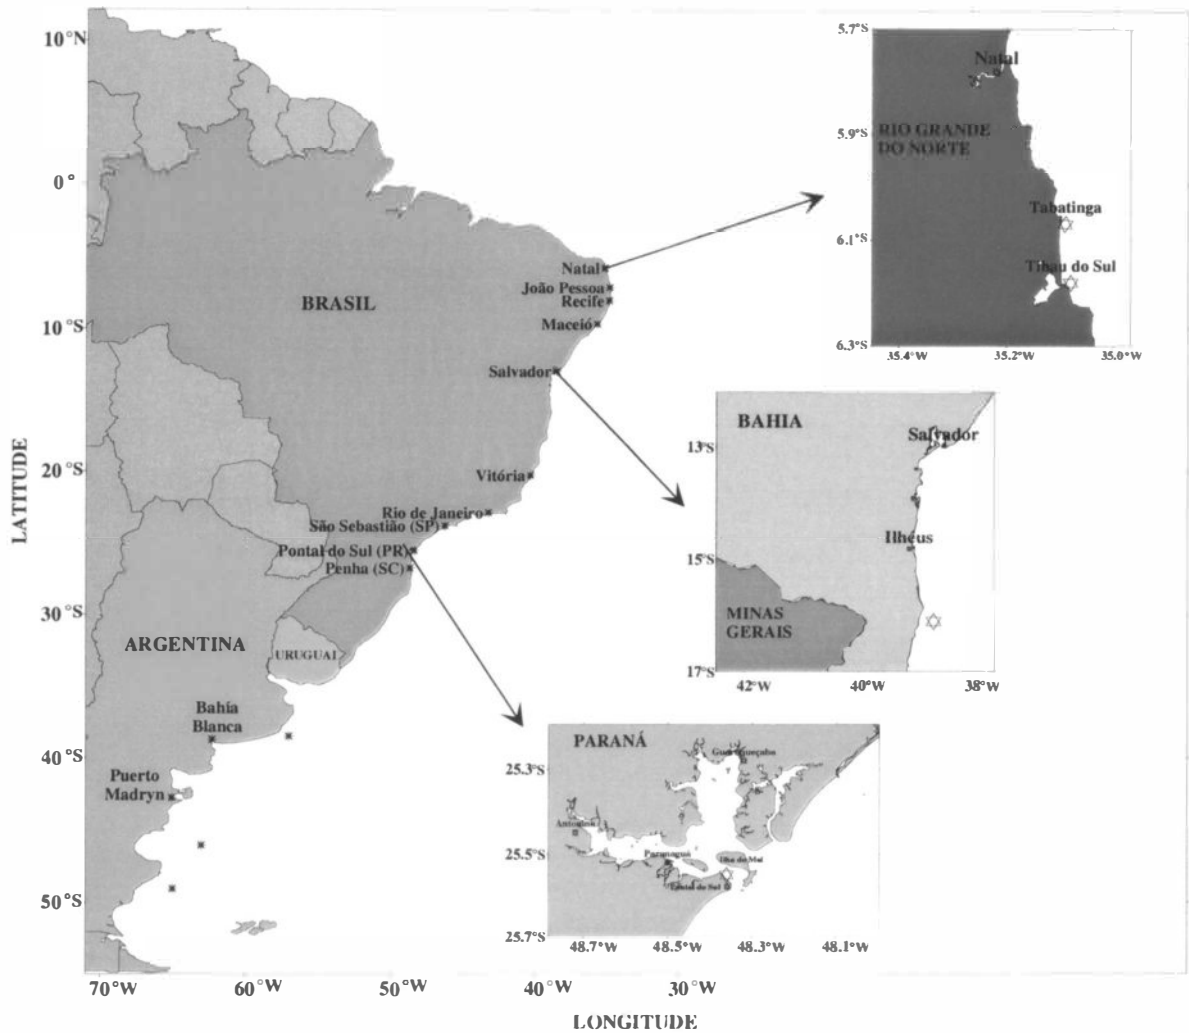 10°N
0°
10°S
20°S
30°S
40°S
50°S
LATITUDE
70°W
60°W
50°W
40°W
30°W
LONGITUDE
BRASIL
Natal
João Pessoa
Recife
Maceió
Salvador
Vitória
Rio de Janeiro
São Sebastião (SP)
Pontal do Sul (PR)
Penha (SC)
ARGENTINA
URUGUAI
Bahía
Blanca
Puerto
Madryn
5.7°S
5.9°S
6.1°S
6.3°S
35.4°W
35.2°W
35.0°W
Natal
RIO GRANDE
DO NORTE
Tabatinga
Tibau do Sul
BAHIA
Salvador
13°S
Ilhéus
15°S
MINAS
GERAIS
17°S
42°W
40°W
38°W
PARANÁ
Guaraqueçaba
25.3°S
Antonina
25.5°S
Paranaguá
Ilha do Mel
Pontal do Sul
25.7°S
48.7°W
48.5°W
48.3°W
48.1°W